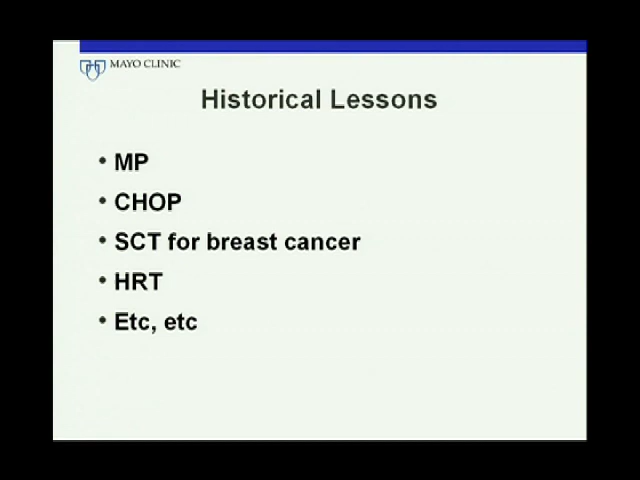 MAYO CLINIC
Historical Lessons
• MP
• CHOP
• SCT for breast cancer
• HRT
• Etc, etc